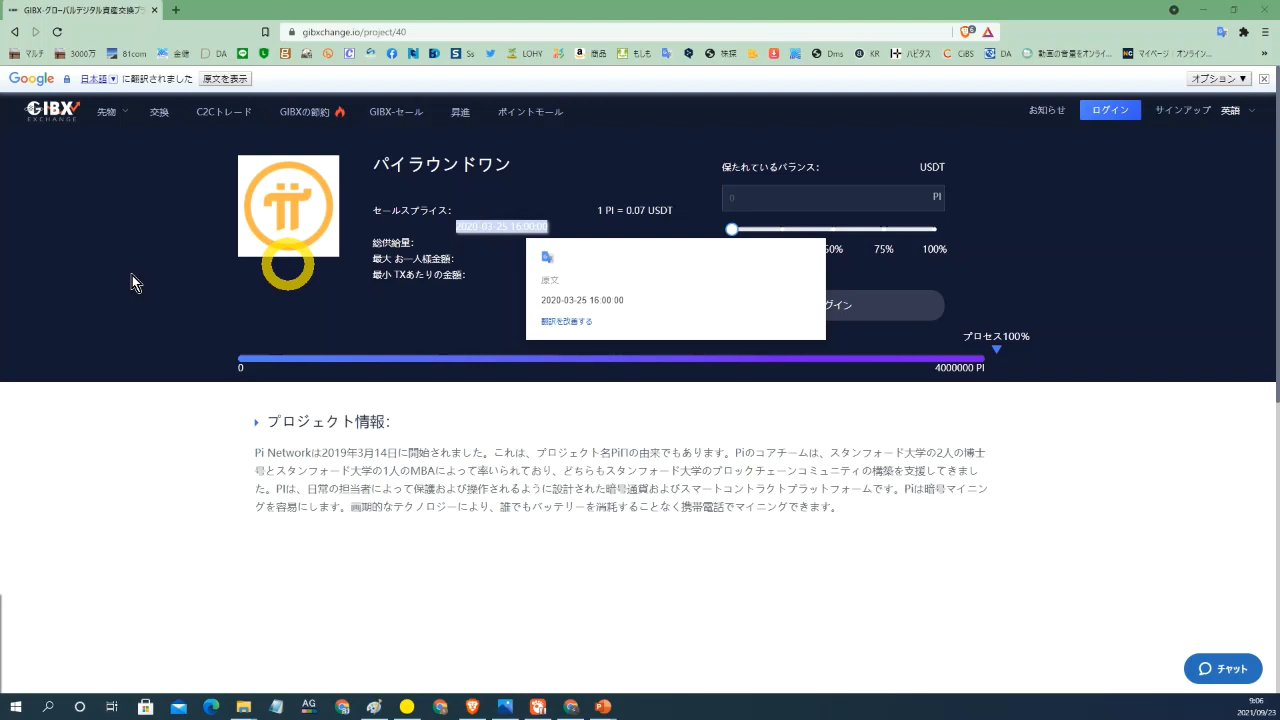 GIBX-グローバルデジタル資産交換プラ
gibxchange.io/project/40
マルチ 3000万 81com 金儲 DA Ss LOHY 商品 もしも 株探 Dms KR ハピタス CiBS DA 動画の音量をオンライ... マイページ | オンライン...
Google 日本語 に翻訳されました 原文を表示 オプション ▼
GIBX EXCHANGE 先物 交換 C2Cトレード GIBXの節約 GIBX-セール 昇進 ポイントモール お知らせ ログイン サインアップ 英語
パイラウンドワン
保たれているバランス: USDT
0 PI
セールスプライス: 1 PI = 0.07 USDT
2020-03-25 16:00:00
総供給量:
最大 お一人様金額:
最小 TXあたりの金額:
50% 75% 100%
原文
2020-03-25 16:00:00
翻訳を改善する
グイン
プロセス100%
0 4000000 PI
プロジェクト情報:
Pi Networkは2019年3月14日に開始されました。これは、プロジェクト名PiΠの由来でもあります。Piのコアチームは、スタンフォード大学の2人の博士
号とスタンフォード大学の1人のMBAによって率いられており、どちらもスタンフォード大学のブロックチェーンコミュニティの構築を支援してきまし
た。PIは、日常の担当者によって保護および操作されるように設計された暗号通貨およびスマートコントラクトプラットフォームです。Piは暗号マイニン
グを容易にします。画期的なテクノロジーにより、誰でもバッテリーを消耗することなく携帯電話でマイニングできます。
チャット
AG
9:06
2021/09/23